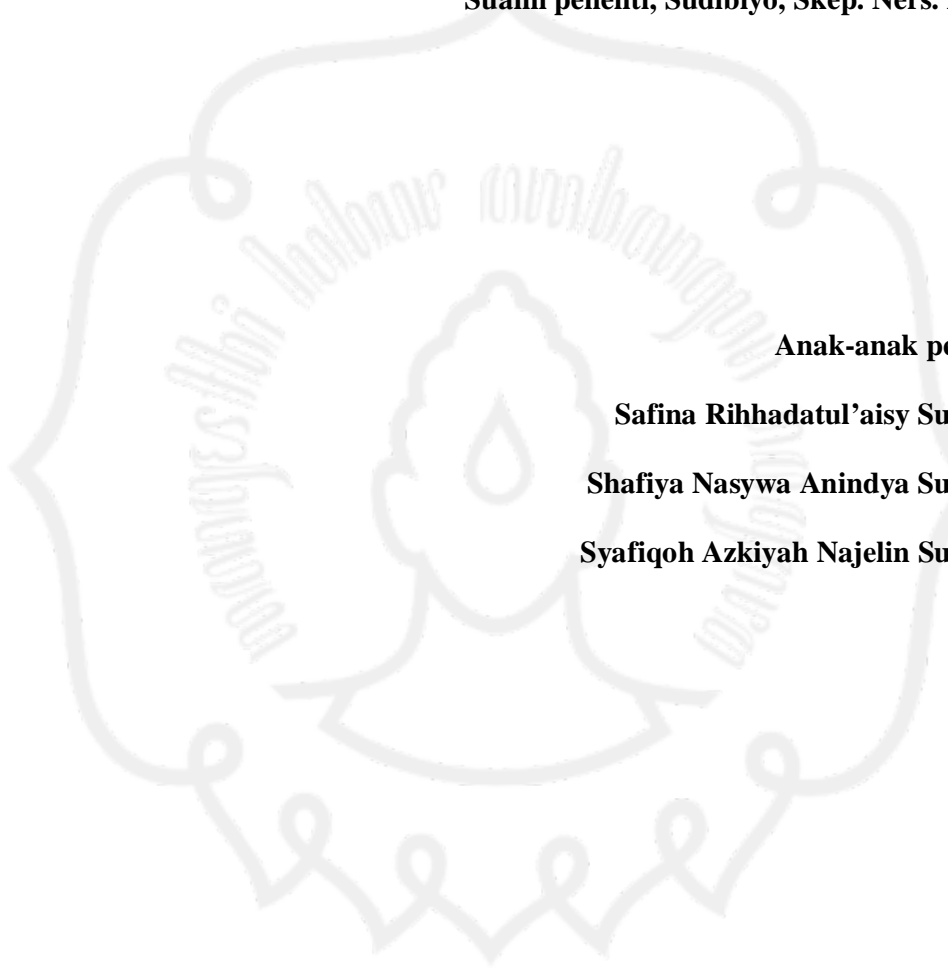 Suami peneliti, Sudibiyo, Skep. Ners.
Anak-anak pe
Safina Rihhadatul’aisy Su
Shafiya Nasywa Anindya Su
Syafiqoh Azkiyah Najelin Su